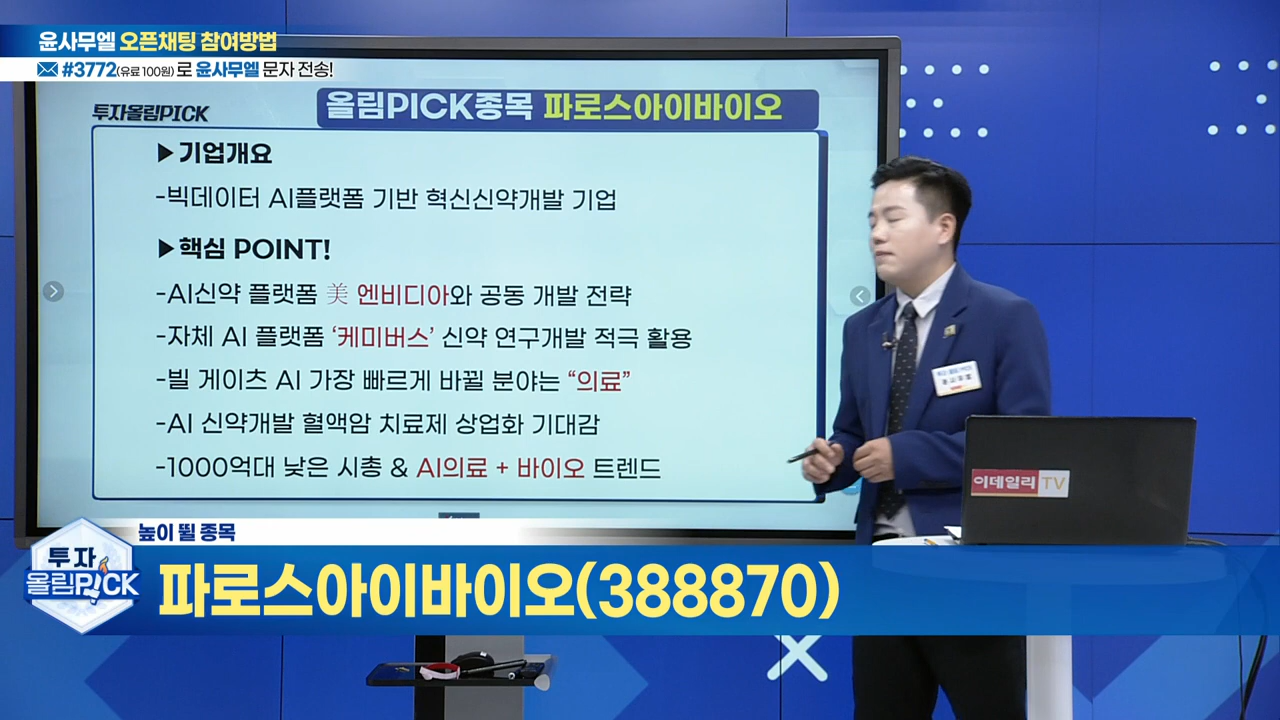 윤사무엘 오픈채팅 참여방법
#3772(유료 100원)로 윤사무엘 문자 전송!
투자올림PICK
올림PICK종목 파로스아이바이오
▶기업개요
-빅데이터 AI플랫폼 기반 혁신신약개발 기업
▶핵심 POINT!
-AI신약 플랫폼 美 엔비디아와 공동 개발 전략
-자체 AI 플랫폼 ‘케미버스’ 신약 연구개발 적극 활용
-빌 게이츠 AI 가장 빠르게 바뀔 분야는 “의료”
-AI 신약개발 혈액암 치료제 상업화 기대감
-1000억대 낮은 시총 & AI의료 + 바이오 트렌드
이데일리TV
높이 뛸 종목
투자
올림PICK
파로스아이바이오(388870)